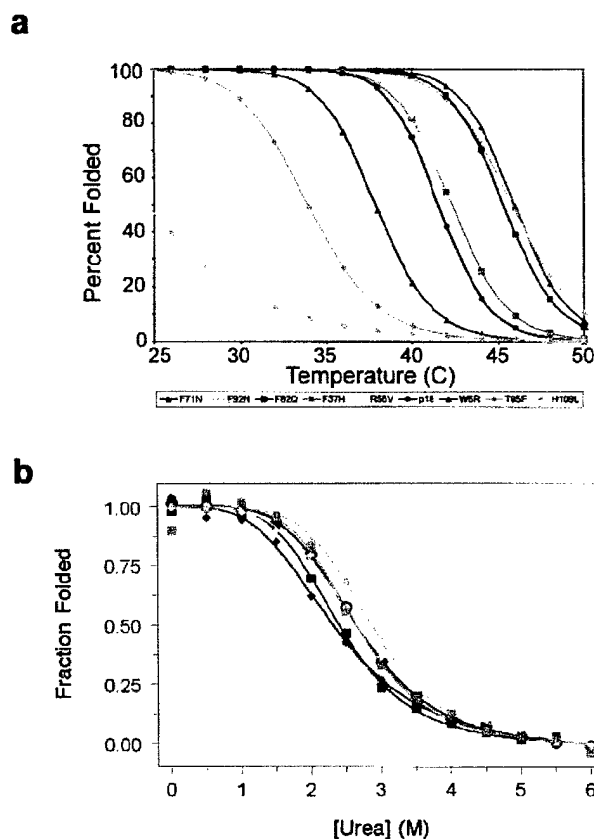 a
100
80
60
40
20
0
Percent Folded
25 30 35 40 45 50
Temperature (C)
F71N F92N F82Q F37H R58V p18 W5R T95F H109L
b
1.00
0.75
0.50
0.25
0.00
Fraction Folded
0 1 2 3 4 5 6
[Urea] (M)